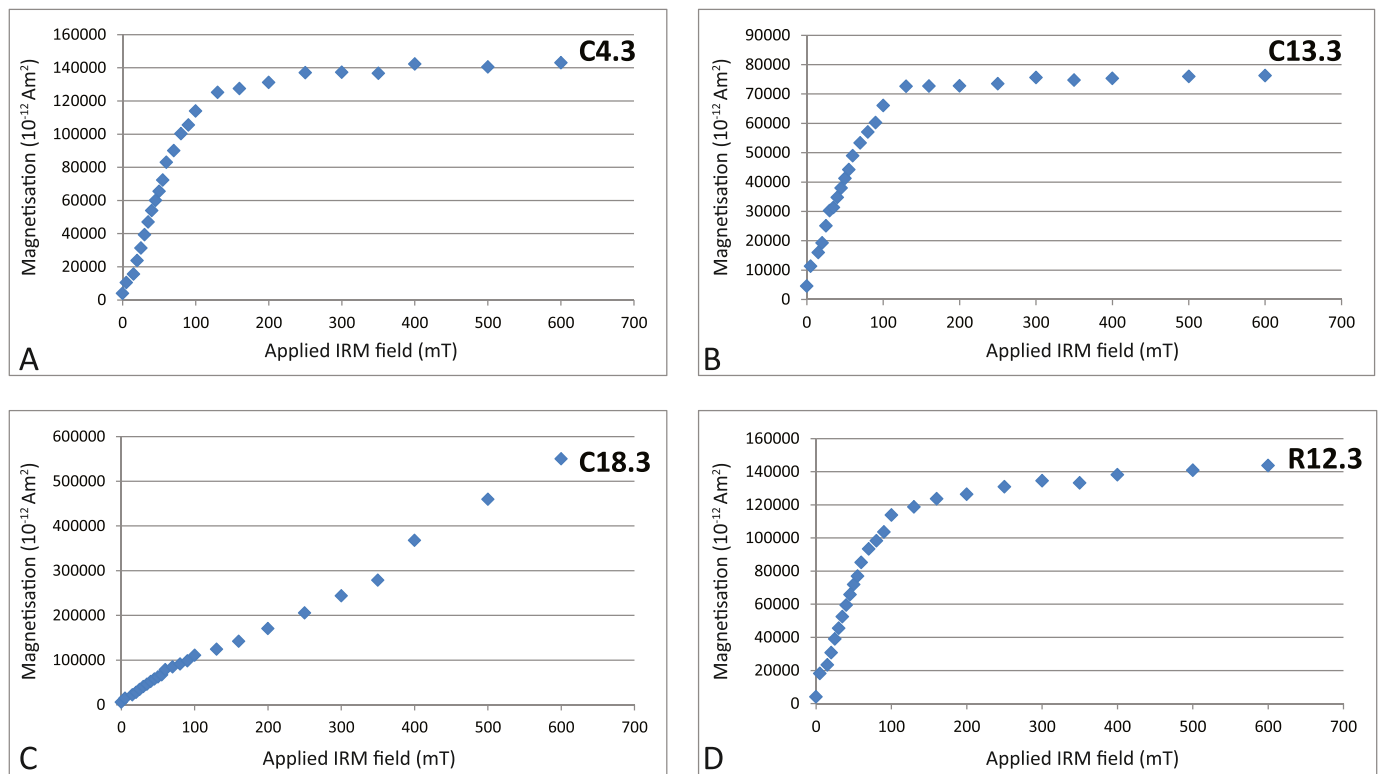 160000
140000
120000
100000
80000
60000
40000
20000
0
0 100 200 300 400 500 600 700
Magnetisation (10⁻¹² Am²)
Applied IRM field (mT)
C4.3
A
90000
80000
70000
60000
50000
40000
30000
20000
10000
0
0 100 200 300 400 500 600 700
Magnetisation (10⁻¹² Am²)
Applied IRM field (mT)
C13.3
B
600000
500000
400000
300000
200000
100000
0
0 100 200 300 400 500 600 700
Magnetisation (10⁻¹² Am²)
Applied IRM field (mT)
C18.3
C
160000
140000
120000
100000
80000
60000
40000
20000
0
0 100 200 300 400 500 600 700
Magnetisation (10⁻¹² Am²)
Applied IRM field (mT)
R12.3
D